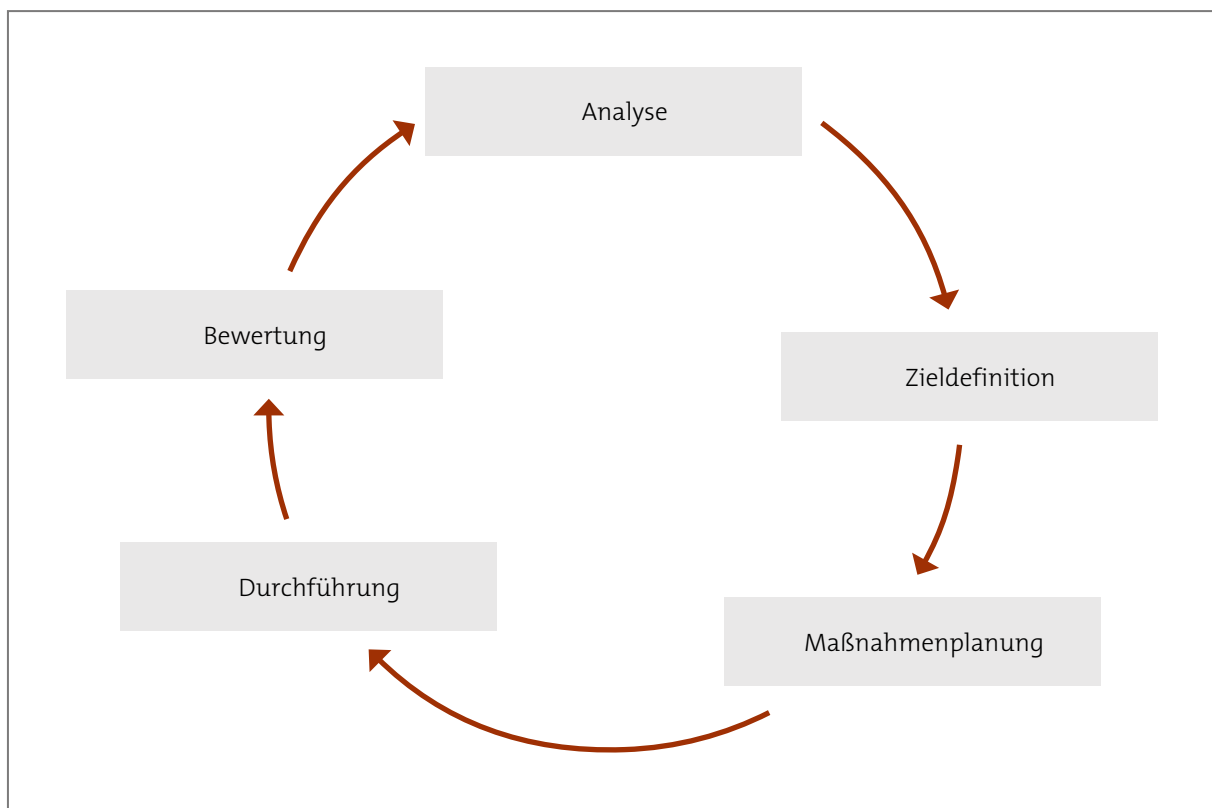 Analyse
Zieldefinition
Maßnahmenplanung
Durchführung
Bewertung